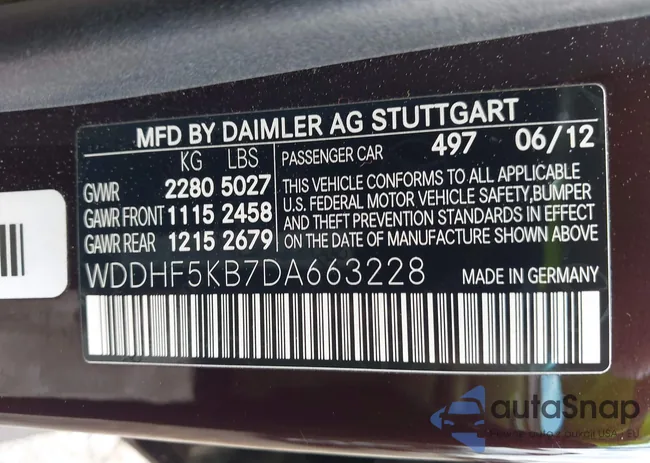 MFD BY DAIMLER AG STUTTGART
KG LBS
GVWR 2280 5027
GAWR FRONT 1115 2458
GAWR REAR 1215 2679
PASSENGER CAR 497 06/12
THIS VEHICLE CONFORMS TO ALL APPLICABLE
U.S. FEDERAL MOTOR VEHICLE SAFETY,BUMPER
AND THEFT PREVENTION STANDARDS IN EFFECT
ON THE DATE OF MANUFACTURE SHOWN ABOVE.
WDDHF5KB7DA663228 MADE IN GERMANY
autoSnap